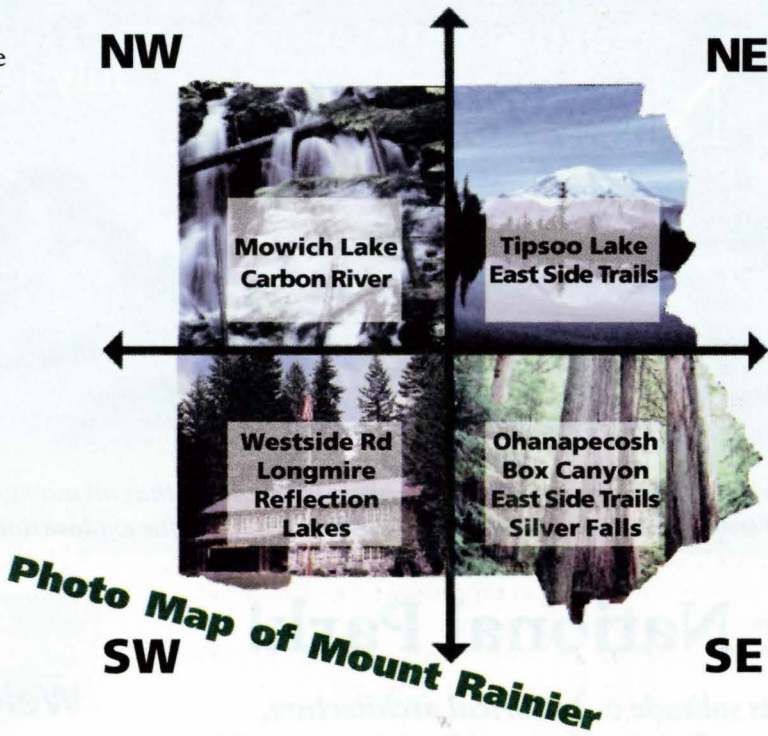 e
NW
NE
Mowich Lake
Carbon River
Tipsoo Lake
East Side Trails
Westside Rd
Longmire
Reflection
Lakes
Ohanapecosh
Box Canyon
East Side Trails
Silver Falls
Photo Map of Mount Rainier
SW
SE